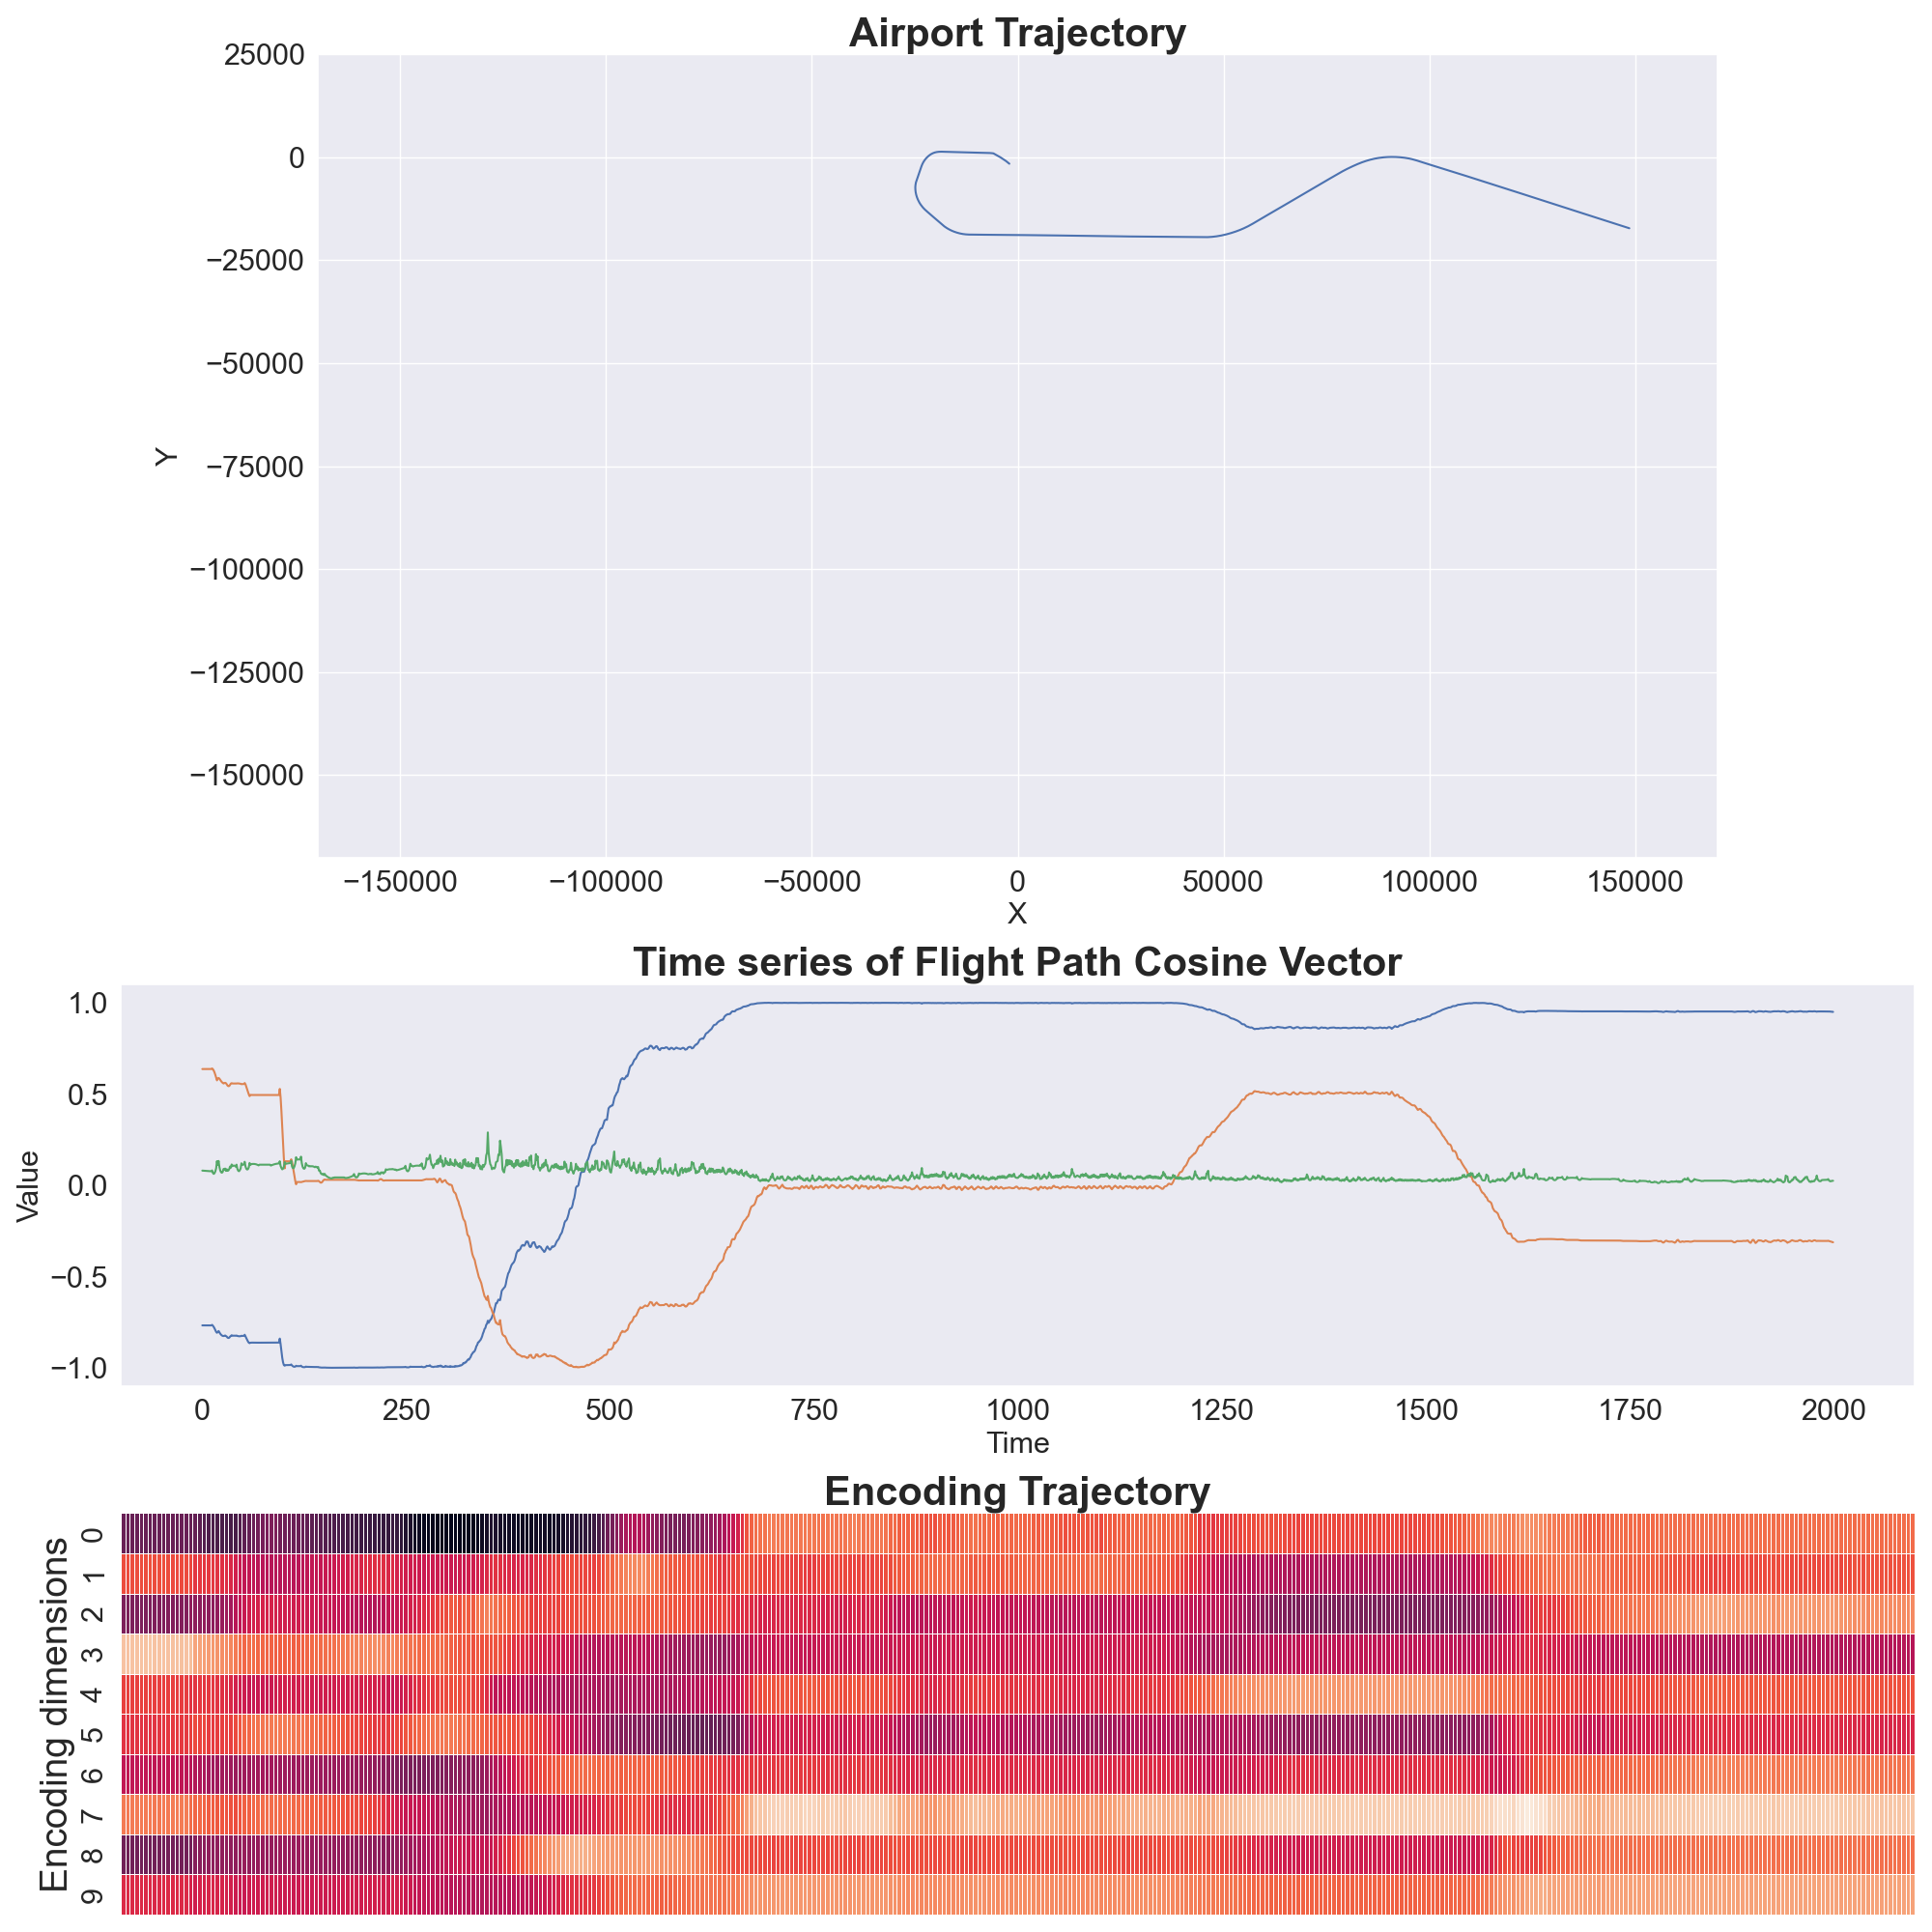 Airport Trajectory
25000
0
−25000
−50000
−75000
−100000
−125000
−150000
Y
−150000 −100000 −50000 0 50000 100000 150000
X
Time series of Flight Path Cosine Vector
1.0
0.5
0.0
−0.5
−1.0
Value
0 250 500 750 1000 1250 1500 1750 2000
Time
Encoding Trajectory
0
1
2
3
4
5
6
7
8
9
Encoding dimensions